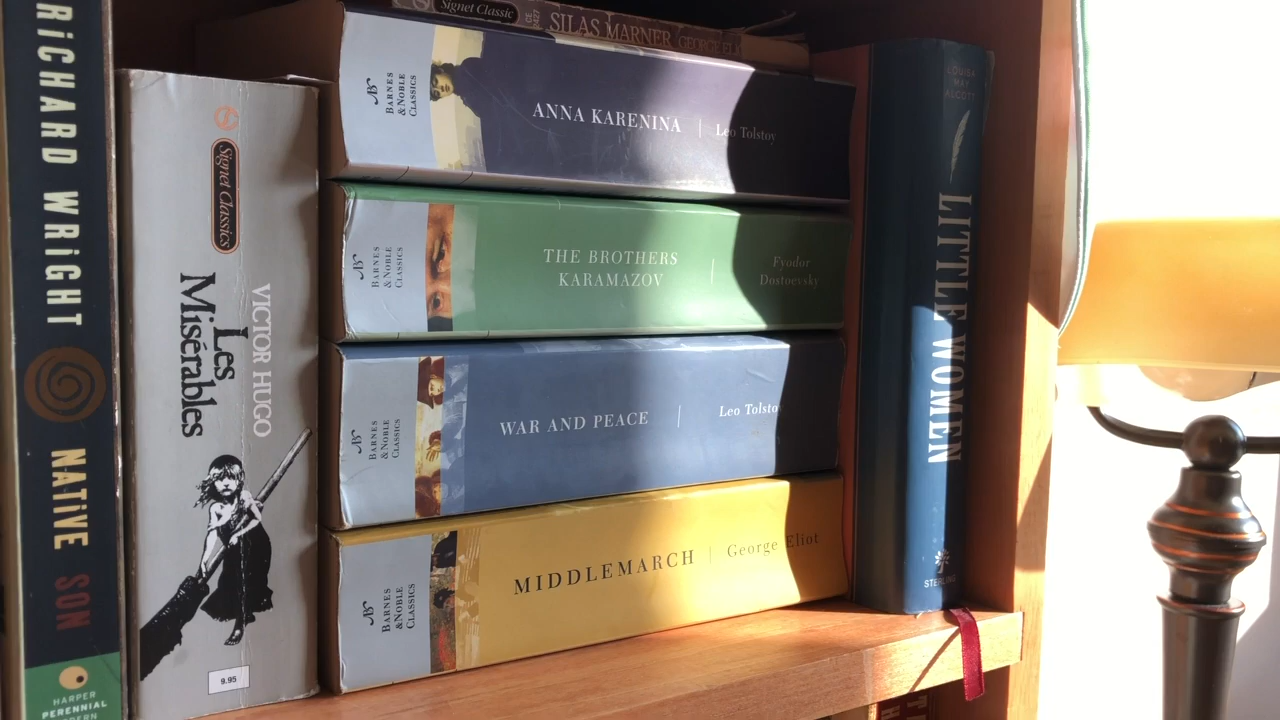 RiCHARD WRiGHT
NATiVE SON
HARPER
PERENNIAL
MODERN
Signet Classics
VICTOR HUGO
Les
Misérables
9.95
Signet Classic
CE
SILAS MARNER GEORGE
BARNES
& NOBLE
CLASSICS
ANNA KARENINA | Leo Tolstoy
BARNES
& NOBLE
CLASSICS
THE BROTHERS
KARAMAZOV
Fyodor
Dostoevsky
BARNES
& NOBLE
CLASSICS
WAR AND PEACE | Leo Tolstoy
BARNES
& NOBLE
CLASSICS
MIDDLEMARCH | George Eliot
LOUISA
MAY
ALCOTT
LITTLE WOMEN
STERLING